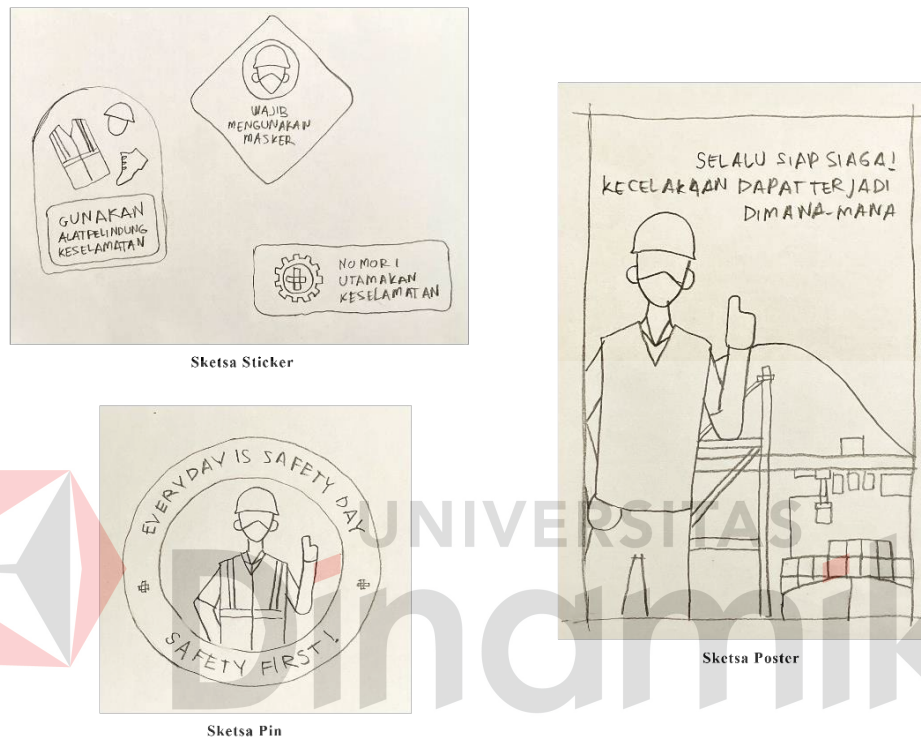 WAJIB
MENGUNAKAN
MASKER
GUNAKAN
ALAT PELINDUNG
KESELAMATAN
NOMOR 1
UTAMAKAN
KESELAMATAN
Sketsa Sticker
EVERYDAY IS SAFETY DAY
SAFETY FIRST!
Sketsa Pin
SELALU SIAP SIAGA!
KECELAKAAN DAPAT TERJADI
DIMANA-MANA
Sketsa Poster
UNIVERSITAS
Dinamik